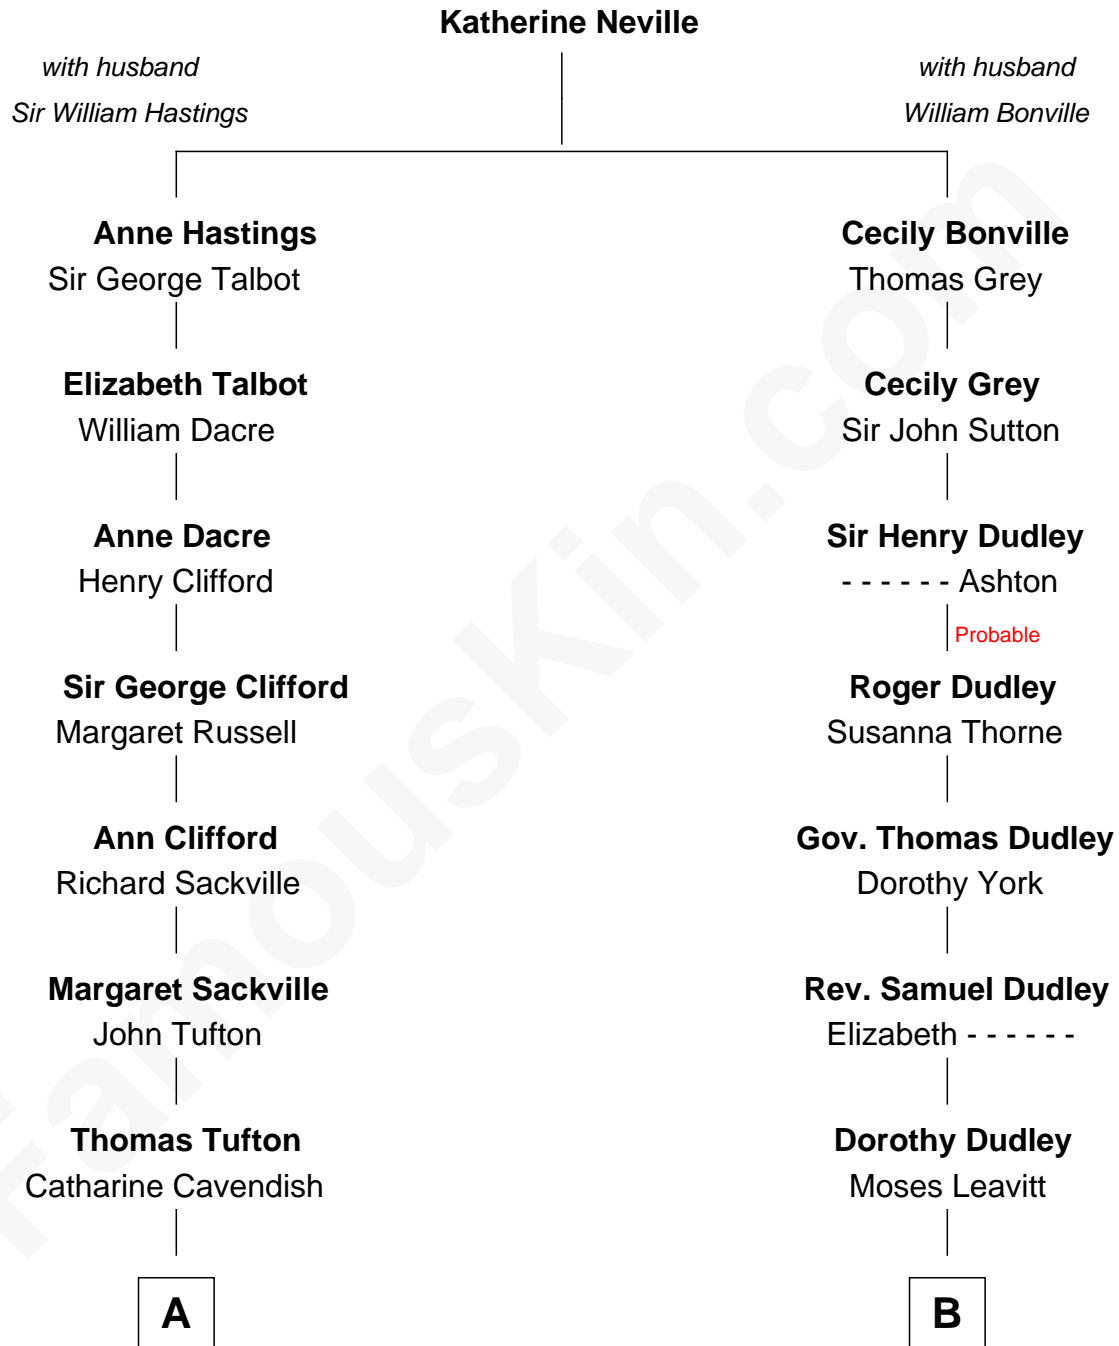 Katherine Neville
with husband
Sir William Hastings
with husband
William Bonville
Anne Hastings
Sir George Talbot
Cecily Bonville
Thomas Grey
Elizabeth Talbot
William Dacre
Cecily Grey
Sir John Sutton
Anne Dacre
Henry Clifford
Sir Henry Dudley
- - - - - - Ashton
Probable
Sir George Clifford
Margaret Russell
Roger Dudley
Susanna Thorne
Ann Clifford
Richard Sackville
Gov. Thomas Dudley
Dorothy York
Margaret Sackville
John Tufton
Rev. Samuel Dudley
Elizabeth - - - - - -
Thomas Tufton
Catharine Cavendish
Dorothy Dudley
Moses Leavitt
A
B
FamousKin.com